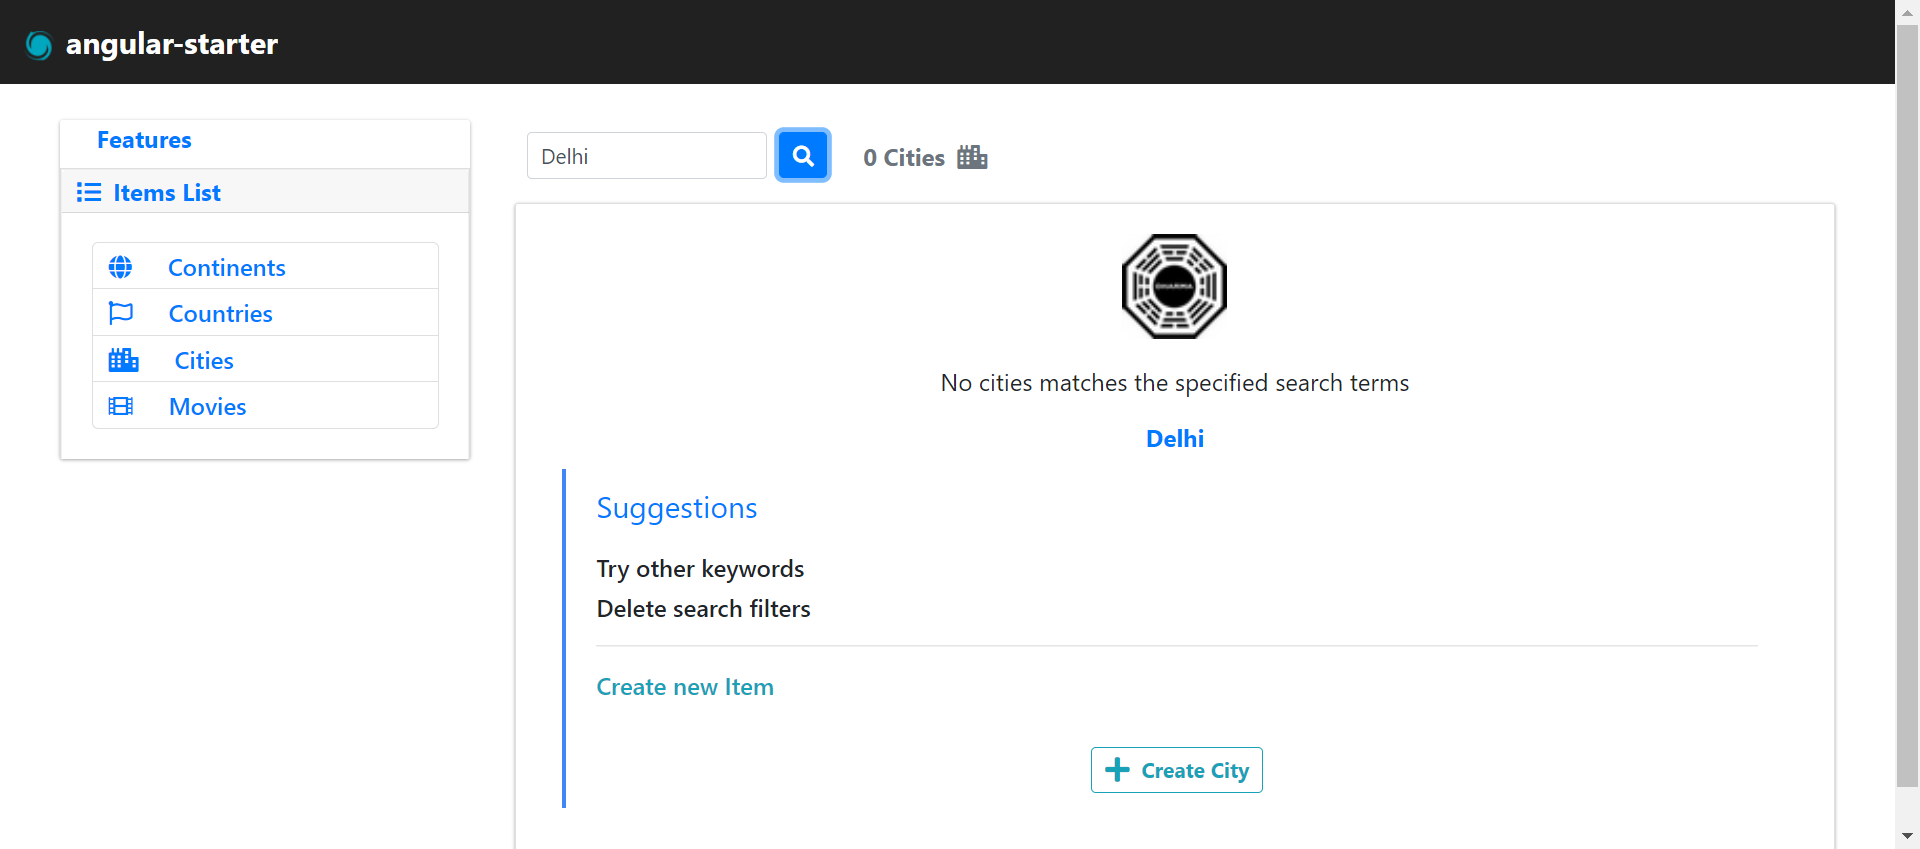 angular-starter
Features
Items List
Continents
Countries
Cities
Movies
Delhi
0 Cities
DHARMA
No cities matches the specified search terms
Delhi
Suggestions
Try other keywords
Delete search filters
Create new Item
Create City